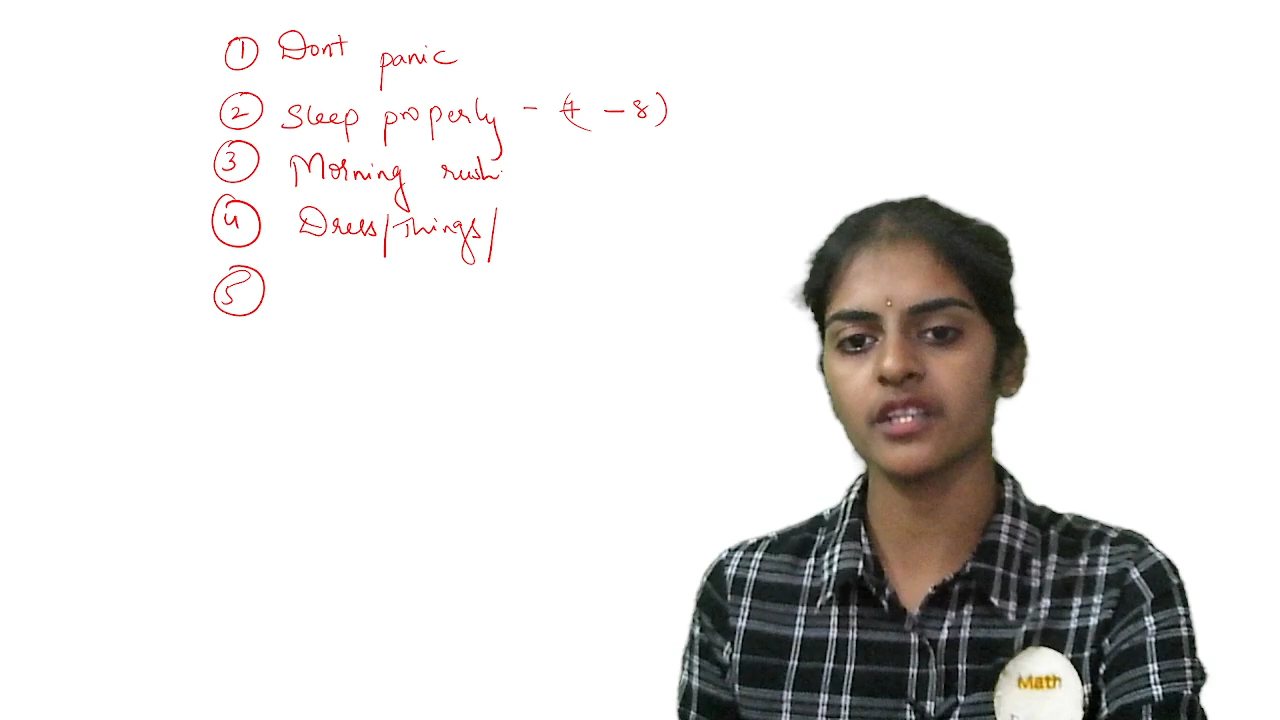 ① Dont panic
② Sleep properly - (7 - 8)
③ Morning rush
④ Dress/Things/
⑤
Math